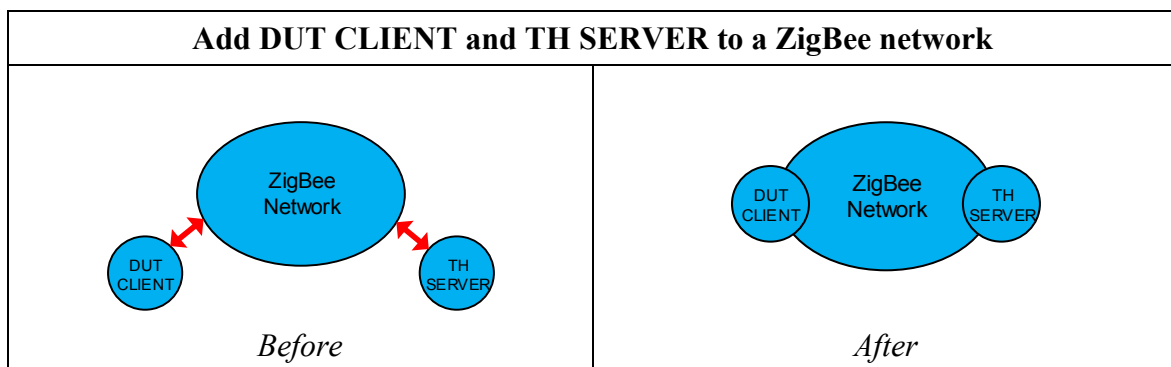 Add DUT CLIENT and TH SERVER to a ZigBee network
ZigBee
Network
DUT
CLIENT
TH
SERVER
Before
ZigBee
Network
DUT
CLIENT
TH
SERVER
After